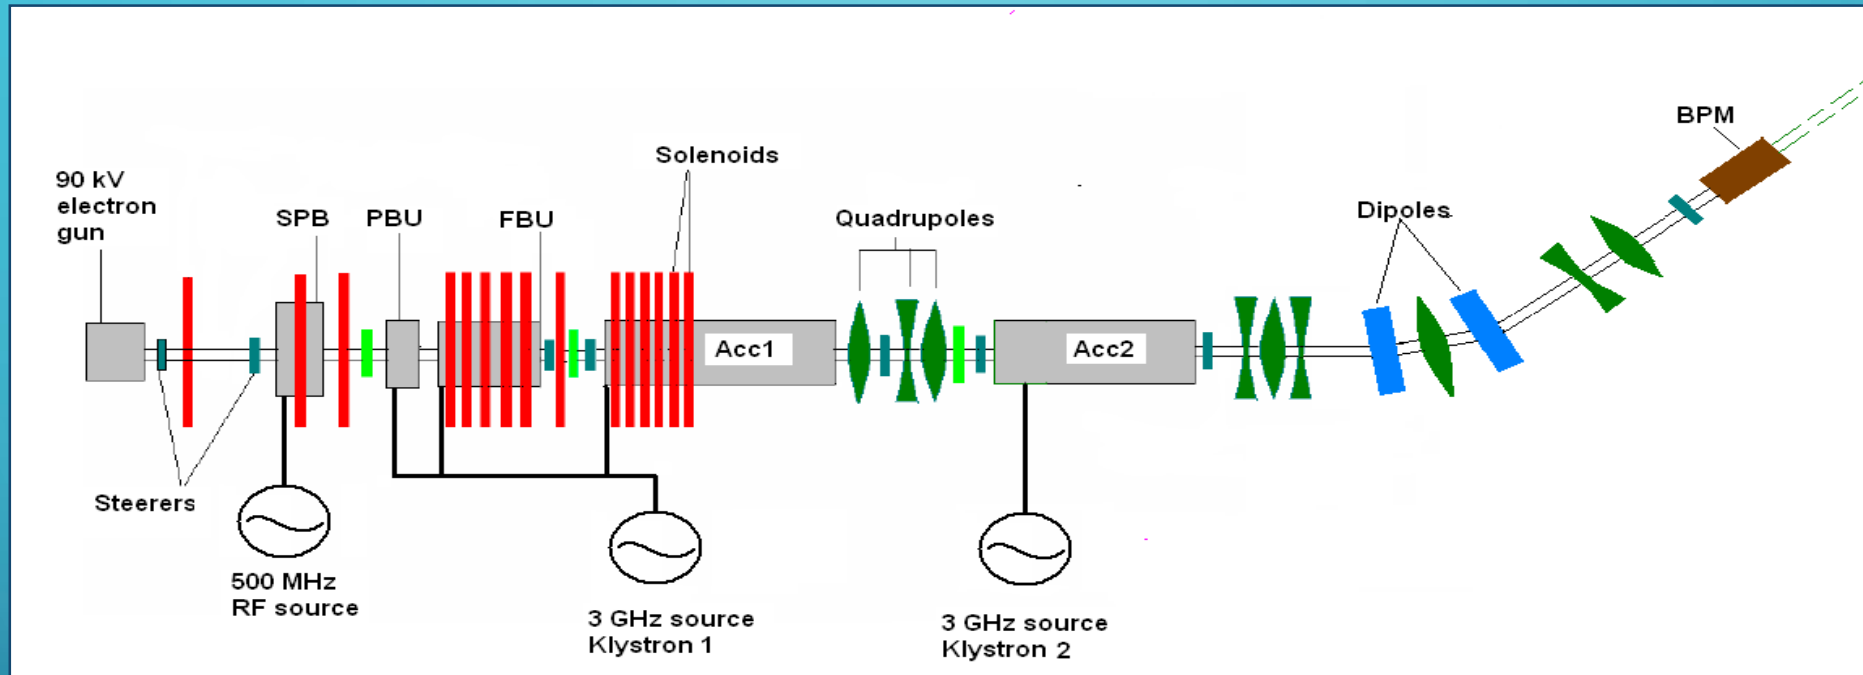 90 kV
electron
gun
SPB
PBU
FBU
Solenoids
Quadrupoles
Dipoles
BPM
Acc1
Acc2
Steerers
500 MHz
RF source
3 GHz source
Klystron 1
3 GHz source
Klystron 2